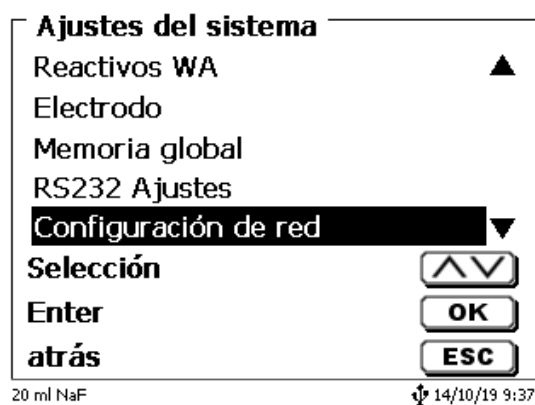 Ajustes del sistema
Reactivos WA
Electrodo
Memoria global
RS232 Ajustes
Configuración de red
Selección
Enter OK
atrás ESC
20 ml NaF 14/10/19 9:37